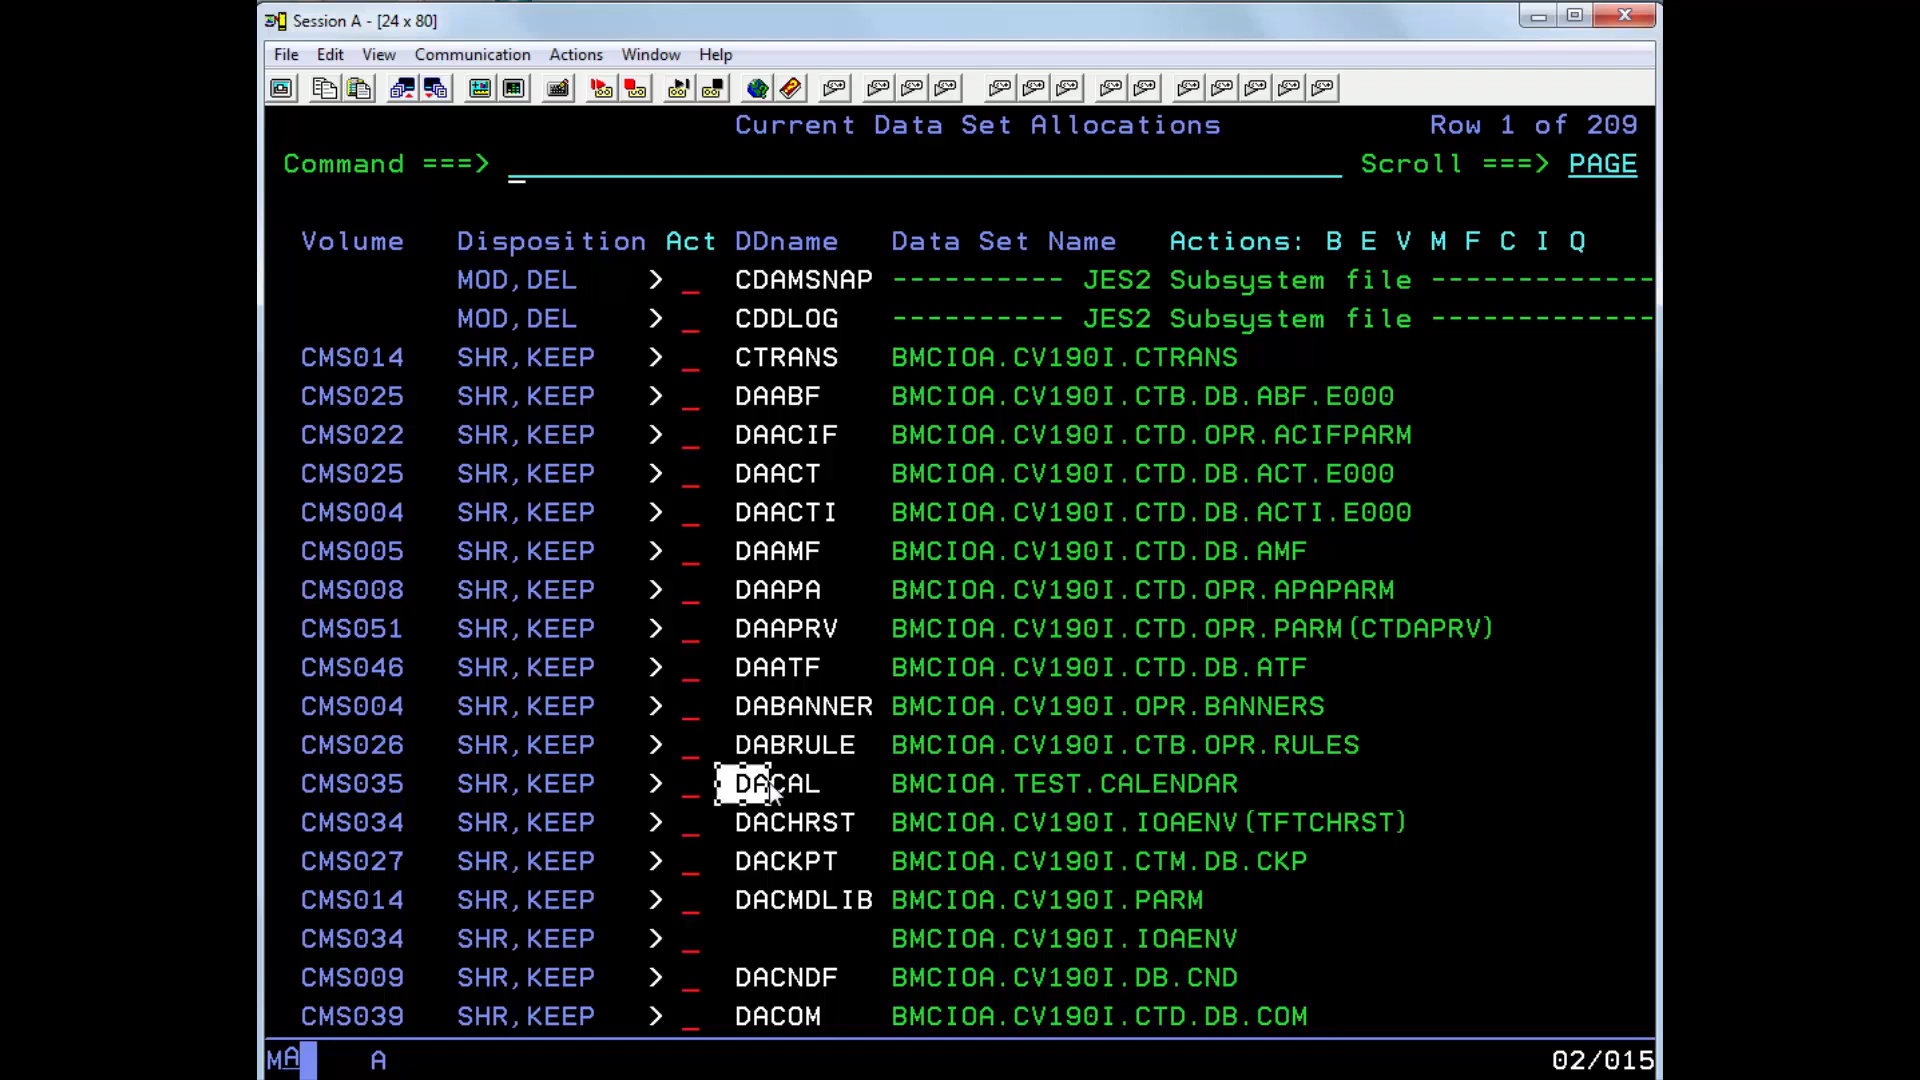 Session A - [24 x 80]
File Edit View Communication Actions Window Help
Current Data Set Allocations Row 1 of 209
Command ===> Scroll ===> PAGE
Volume Disposition Act DDname Data Set Name Actions: B E V M F C I Q
MOD,DEL > _ CDAMSNAP ---------- JES2 Subsystem file -------------
MOD,DEL > _ CDDLOG ---------- JES2 Subsystem file -------------
CMS014 SHR,KEEP > _ CTRANS BMCIOA.CV190I.CTRANS
CMS025 SHR,KEEP > _ DAABF BMCIOA.CV190I.CTB.DB.ABF.E000
CMS022 SHR,KEEP > _ DAACIF BMCIOA.CV190I.CTD.OPR.ACIFPARM
CMS025 SHR,KEEP > _ DAACT BMCIOA.CV190I.CTD.DB.ACT.E000
CMS004 SHR,KEEP > _ DAACTI BMCIOA.CV190I.CTD.DB.ACTI.E000
CMS005 SHR,KEEP > _ DAAMF BMCIOA.CV190I.CTD.DB.AMF
CMS008 SHR,KEEP > _ DAAPA BMCIOA.CV190I.CTD.OPR.APAPARM
CMS051 SHR,KEEP > _ DAAPRV BMCIOA.CV190I.CTD.OPR.PARM(CTDAPRV)
CMS046 SHR,KEEP > _ DAATF BMCIOA.CV190I.CTD.DB.ATF
CMS004 SHR,KEEP > _ DABANNER BMCIOA.CV190I.OPR.BANNERS
CMS026 SHR,KEEP > _ DABRULE BMCIOA.CV190I.CTB.OPR.RULES
CMS035 SHR,KEEP > _ DACAL BMCIOA.TEST.CALENDAR
CMS034 SHR,KEEP > _ DACHRST BMCIOA.CV190I.IOAENV(TFTCHRST)
CMS027 SHR,KEEP > _ DACKPT BMCIOA.CV190I.CTM.DB.CKP
CMS014 SHR,KEEP > _ DACMDLIB BMCIOA.CV190I.PARM
CMS034 SHR,KEEP > _ BMCIOA.CV190I.IOAENV
CMS009 SHR,KEEP > _ DACNDF BMCIOA.CV190I.DB.CND
CMS039 SHR,KEEP > _ DACOM BMCIOA.CV190I.CTD.DB.COM
MA A 02/015